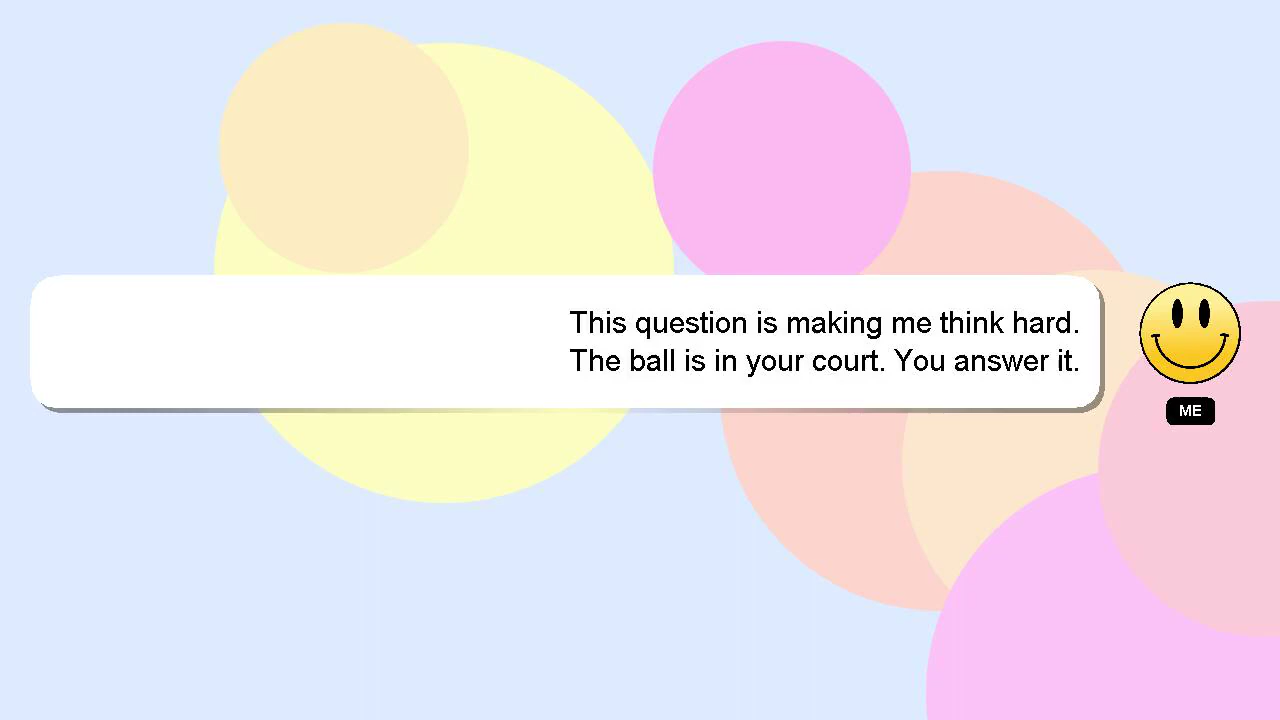 This question is making me think hard.
The ball is in your court. You answer it.
ME